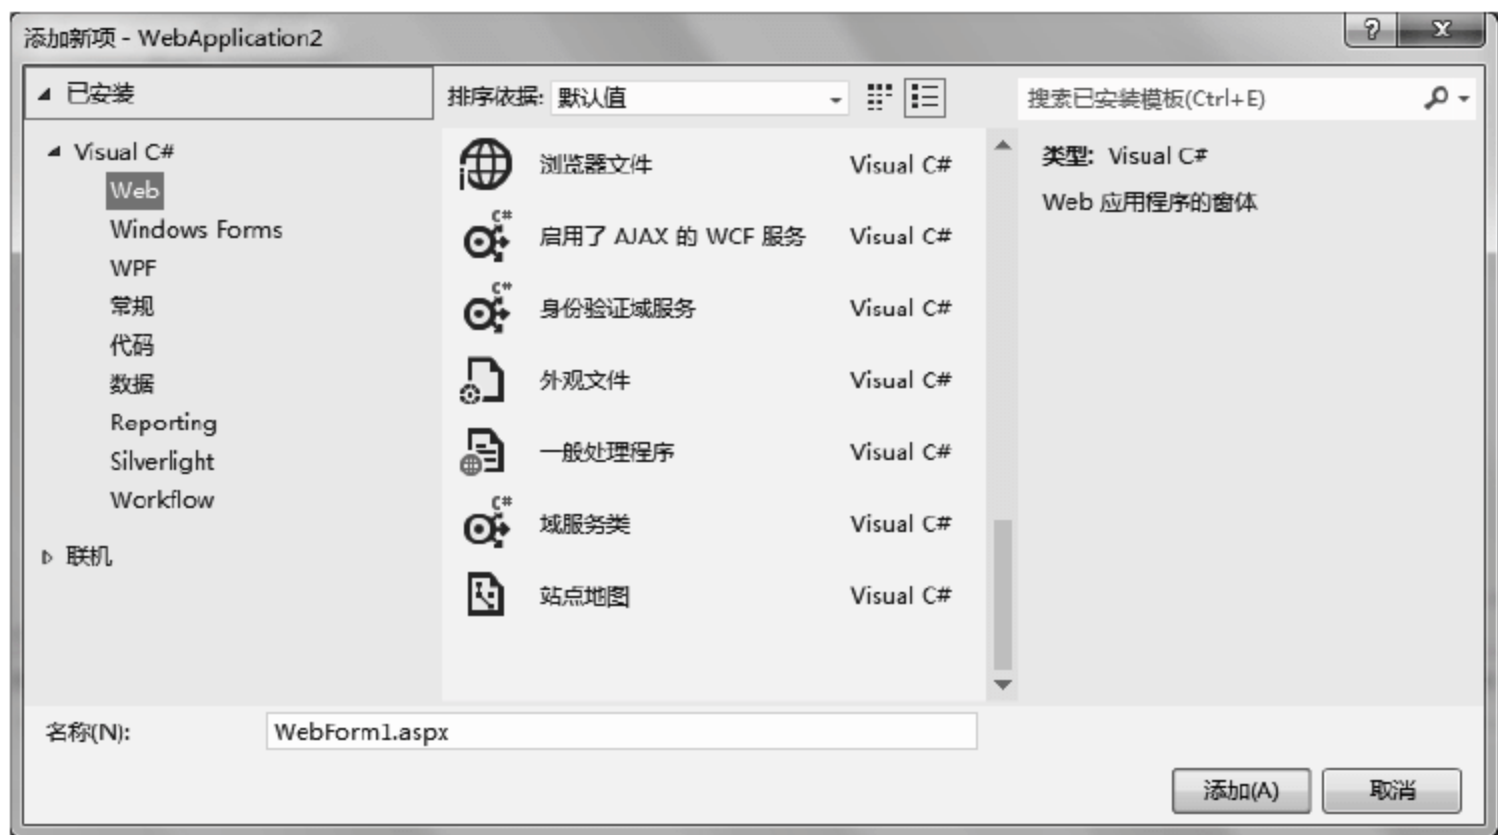 添加新项 - WebApplication2
已安装
排序依据: 默认值
搜索已安装模板(Ctrl+E)
Visual C#
Web
Windows Forms
WPF
常规
代码
数据
Reporting
Silverlight
Workflow
联机
浏览器文件 Visual C#
启用了 AJAX 的 WCF 服务 Visual C#
身份验证域服务 Visual C#
外观文件 Visual C#
一般处理程序 Visual C#
域服务类 Visual C#
站点地图 Visual C#
类型: Visual C#
Web 应用程序的窗体
名称(N): WebForm1.aspx
添加(A) 取消